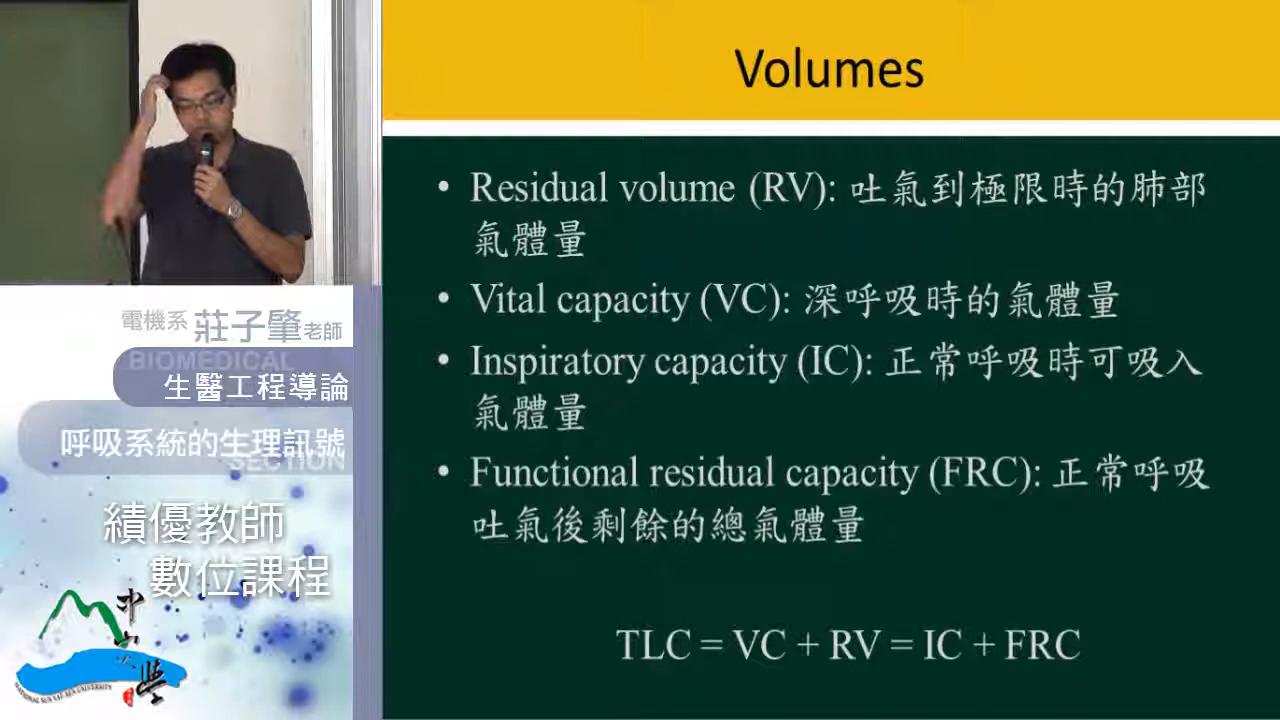 Volumes
• Residual volume (RV): 吐氣到極限時的肺部
氣體量
• Vital capacity (VC): 深呼吸時的氣體量
• Inspiratory capacity (IC): 正常呼吸時可吸入
氣體量
• Functional residual capacity (FRC): 正常呼吸
吐氣後剩餘的總氣體量
TLC = VC + RV = IC + FRC
電機系 莊子肇老師
BIOMEDICAL
生醫工程導論
呼吸系統的生理訊號
SECTION
績優教師
數位課程
中山大學
NATIONAL SUN YAT-SEN UNIVERSITY